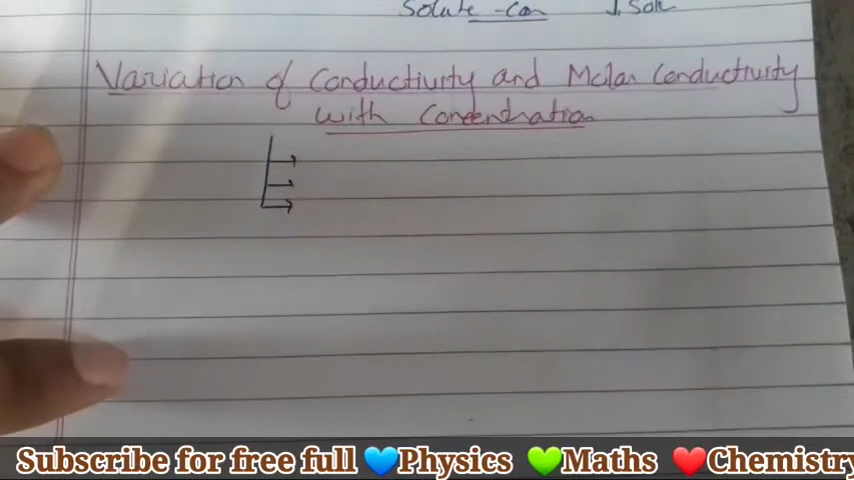 Solute - Con
Variation of Conductivity and Molar Conductivity
with Concentration
Subscribe for free full 💙Physics 💚Maths ❤️Chemistry